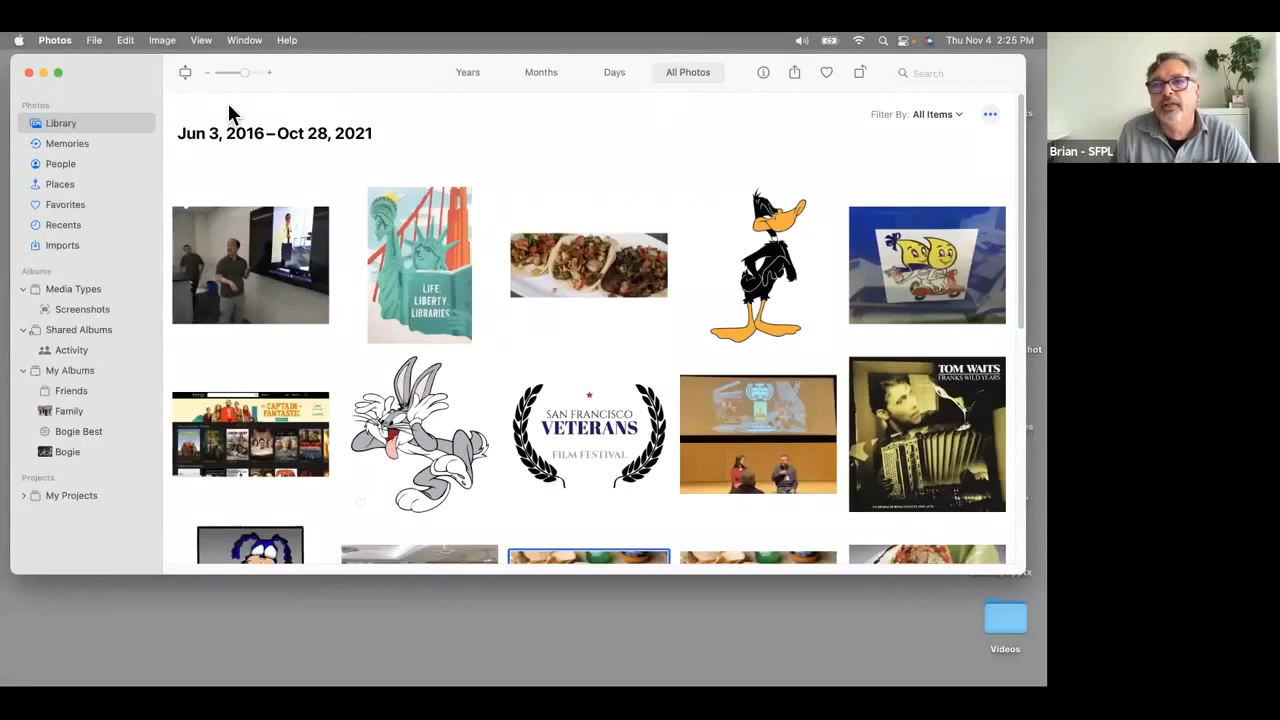 Photos File Edit Image View Window Help
Thu Nov 4 2:25 PM
Years Months Days All Photos
Search
Photos
Library
Memories
People
Places
Favorites
Recents
Imports
Albums
Media Types
Screenshots
Shared Albums
Activity
My Albums
Friends
Family
Bogie Best
Bogie
Projects
My Projects
Jun 3, 2016 – Oct 28, 2021
Filter By: All Items
LIFE.
LIBERTY.
LIBRARIES.
CAPTAIN
FANTASTIC
SAN FRANCISCO
VETERANS
FILM FESTIVAL
TOM WAITS
FRANKS WILD YEARS
Videos
Brian - SFPL